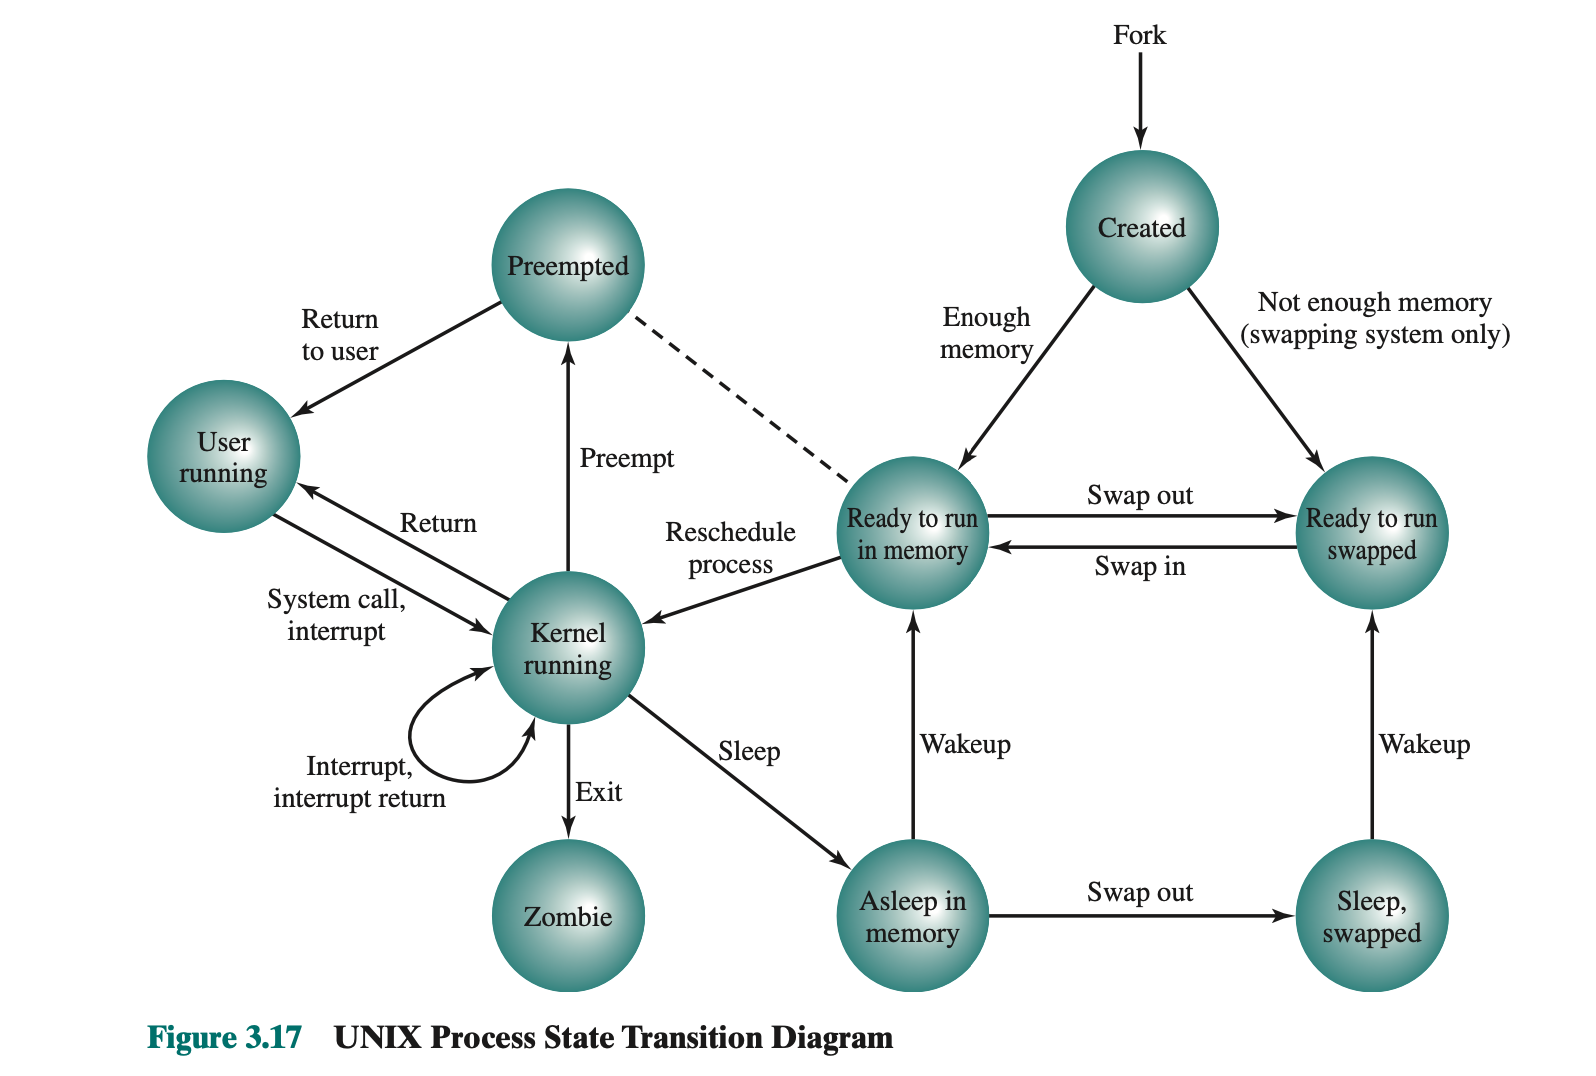 Fork
Created
Preempted
Enough
memory
Not enough memory
(swapping system only)
Return
to user
User
running
Preempt
Return
Reschedule
process
Ready to run
in memory
Swap out
Swap in
Ready to run
swapped
System call,
interrupt
Kernel
running
Interrupt,
interrupt return
Sleep
Wakeup
Wakeup
Exit
Zombie
Asleep in
memory
Swap out
Sleep,
swapped
Figure 3.17 UNIX Process State Transition Diagram